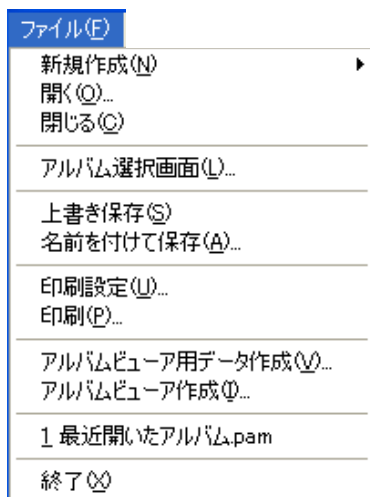 ファイル(F)
新規作成(N)
開く(O)...
閉じる(C)
アルバム選択画面(L)...
上書き保存(S)
名前を付けて保存(A)...
印刷設定(U)...
印刷(P)...
アルバムビューア用データ作成(V)...
アルバムビューア作成(I)...
1 最近開いたアルバム.pam
終了(X)